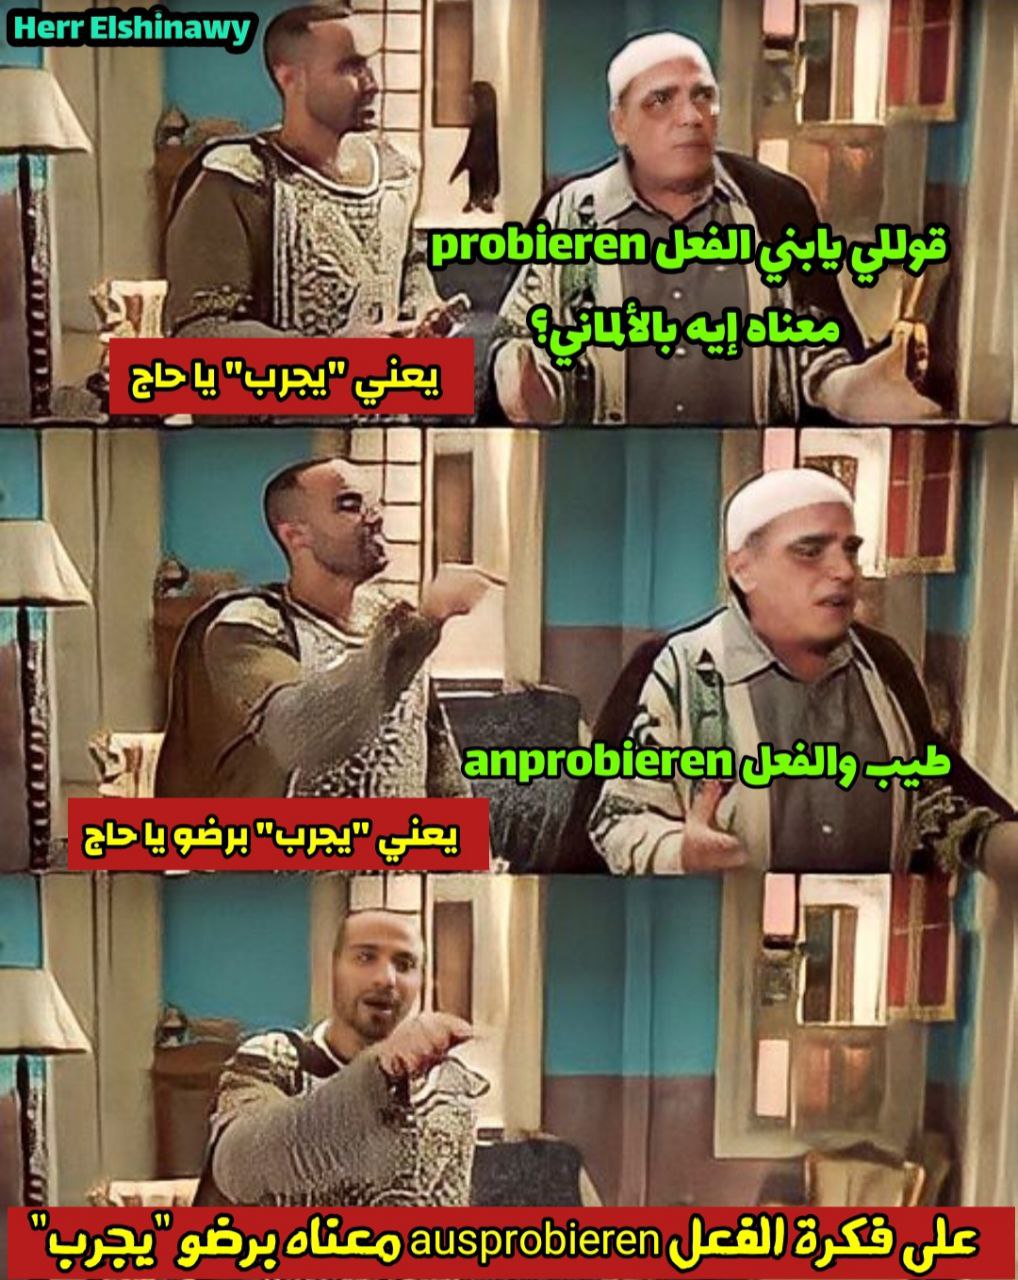 Herr Elshinawy
قوللي يابني الفعل probieren
معناه إيه بالألماني؟
يعني "يجرب" يا حاج
طيب والفعل anprobieren
يعني "يجرب" برضو يا حاج
على فكرة الفعل ausprobieren معناه برضو "يجرب"